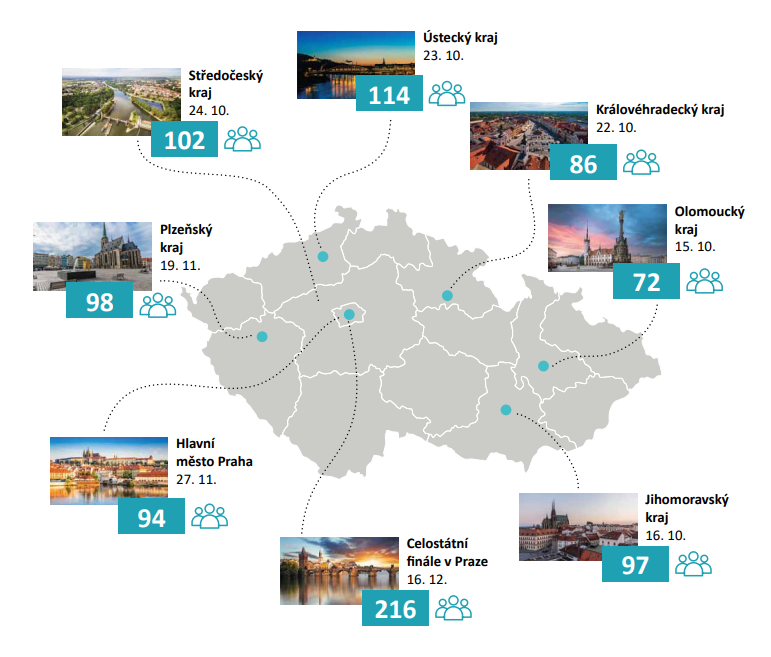 Ústecký kraj
23. 10.
114
Středočeský
kraj
24. 10.
102
Královéhradecký kraj
22. 10.
86
Olomoucký
kraj
15. 10.
72
Plzeňský
kraj
19. 11.
98
Hlavní
město Praha
27. 11.
94
Jihomoravský
kraj
16. 10.
97
Celostátní
finále v Praze
16. 12.
216